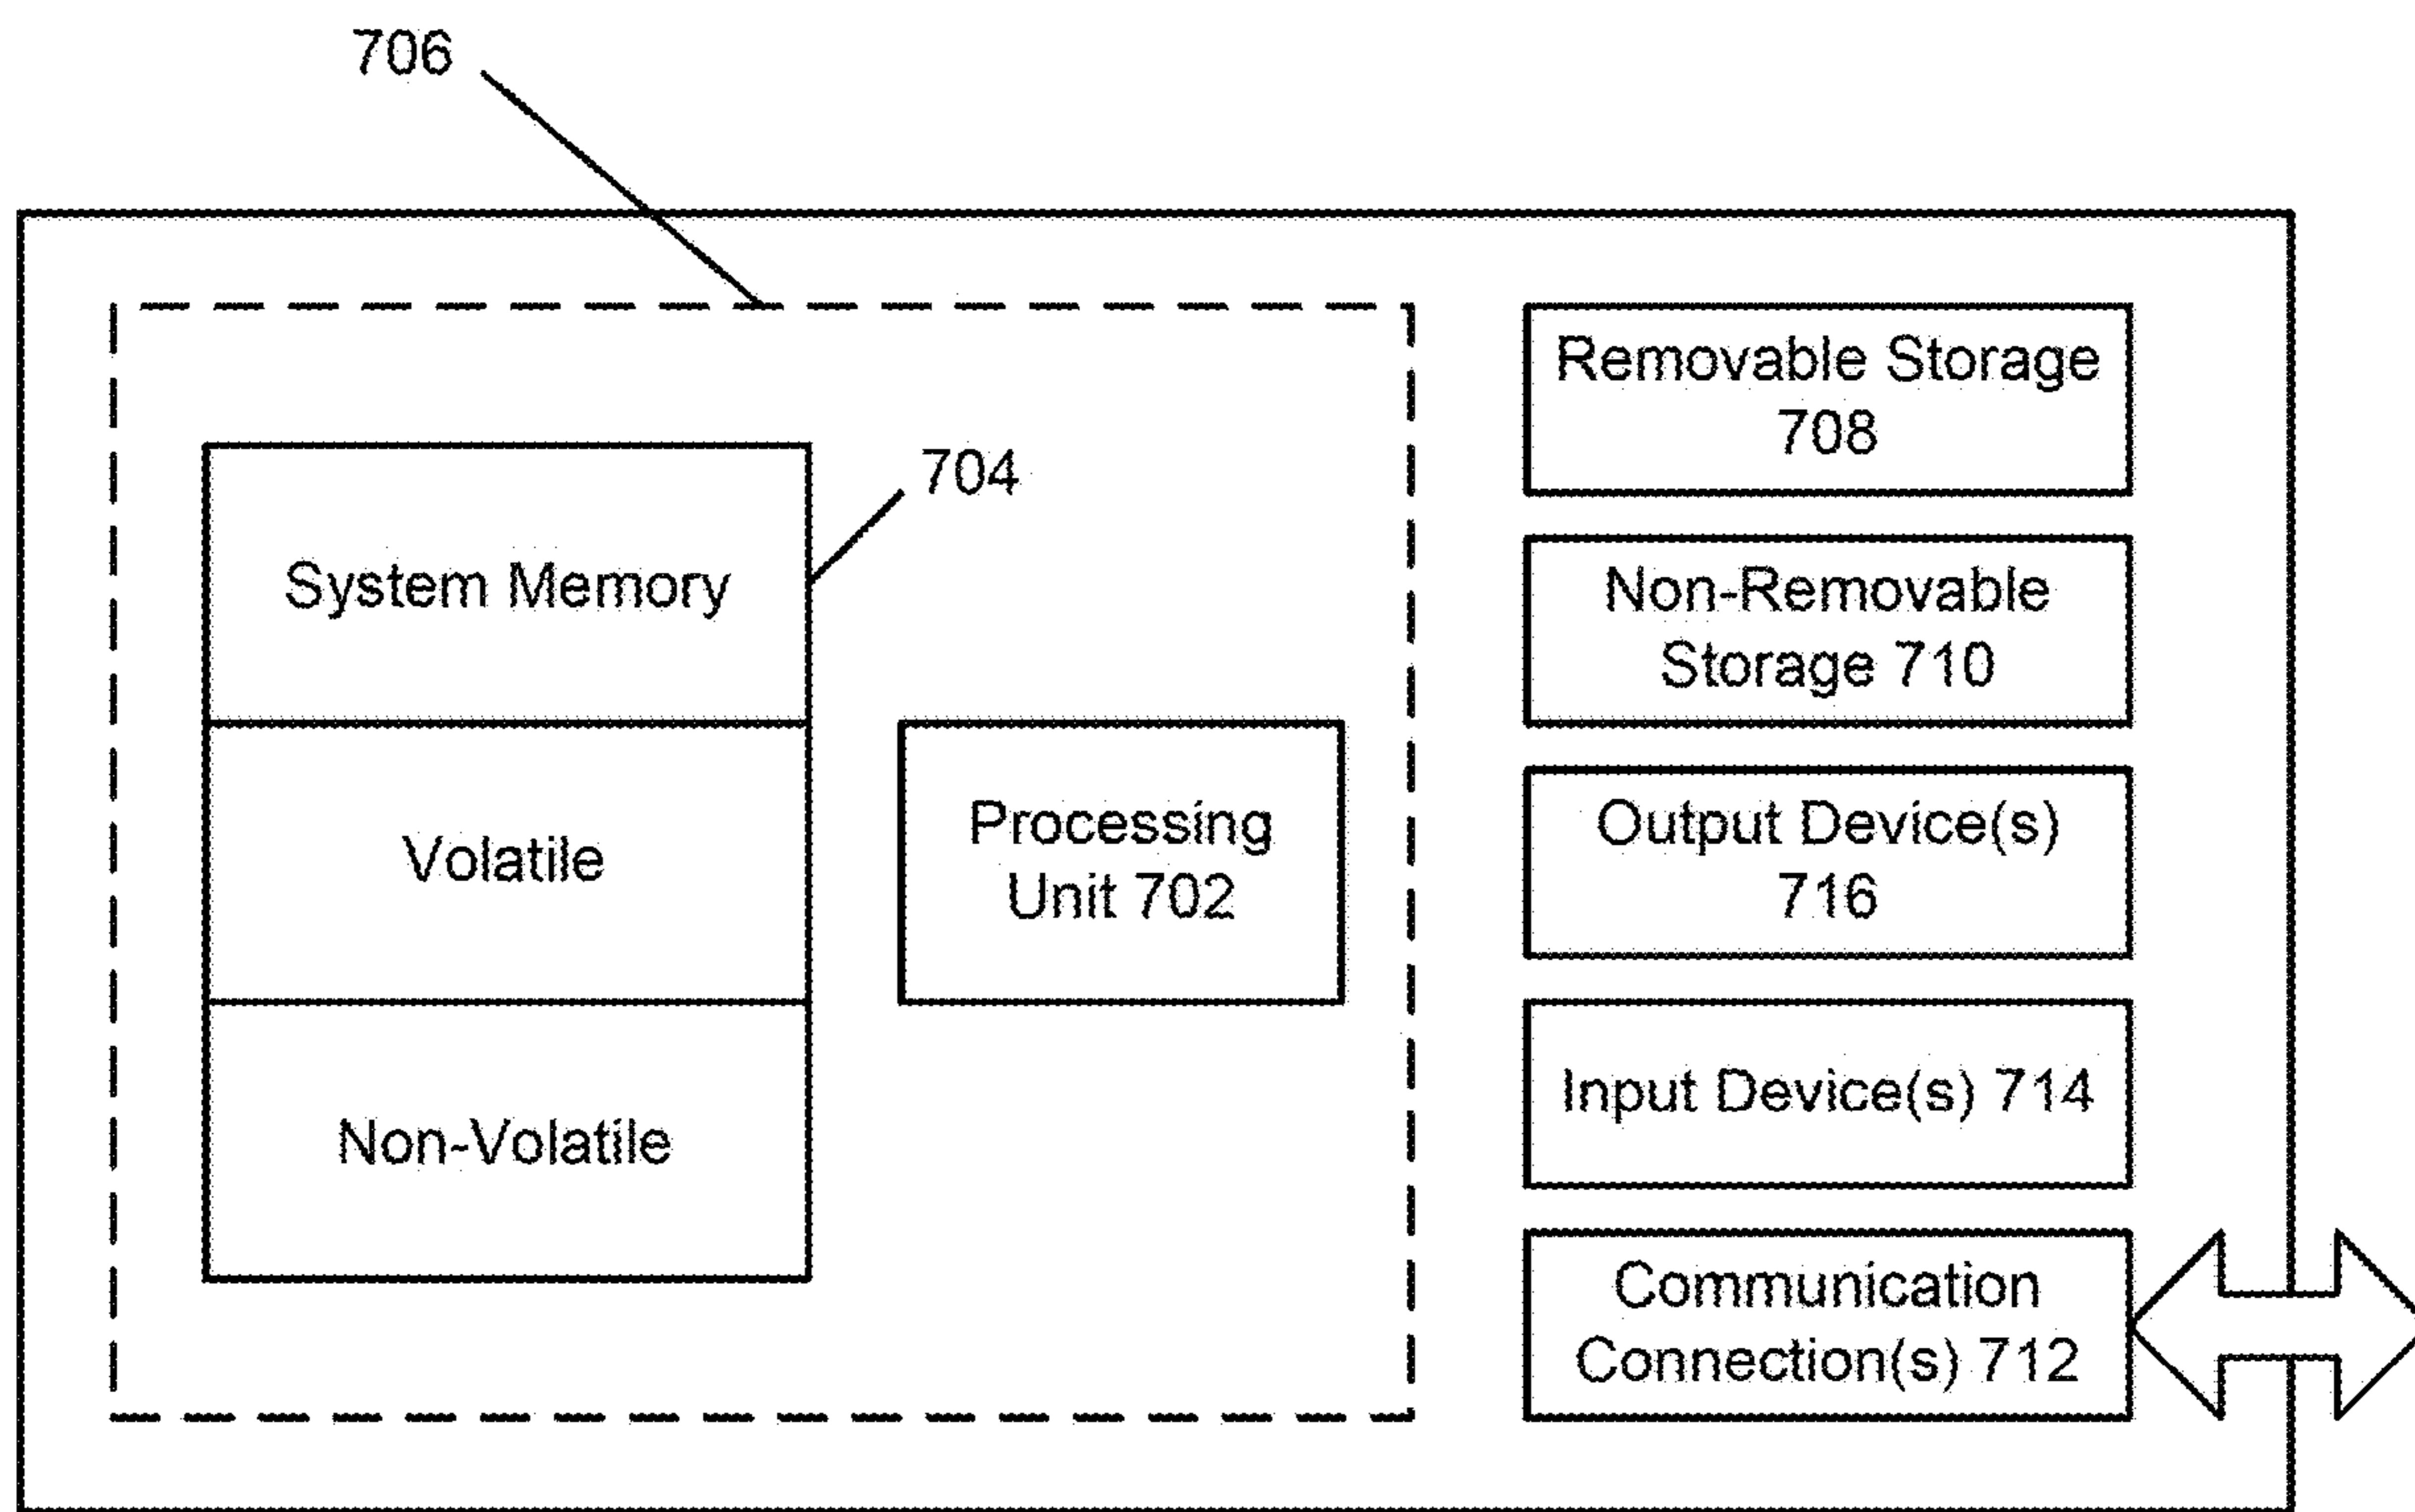 706
704
System Memory
Volatile
Non-Volatile
Processing
Unit 702
Removable Storage
708
Non-Removable
Storage 710
Output Device(s)
716
Input Device(s) 714
Communication
Connection(s) 712